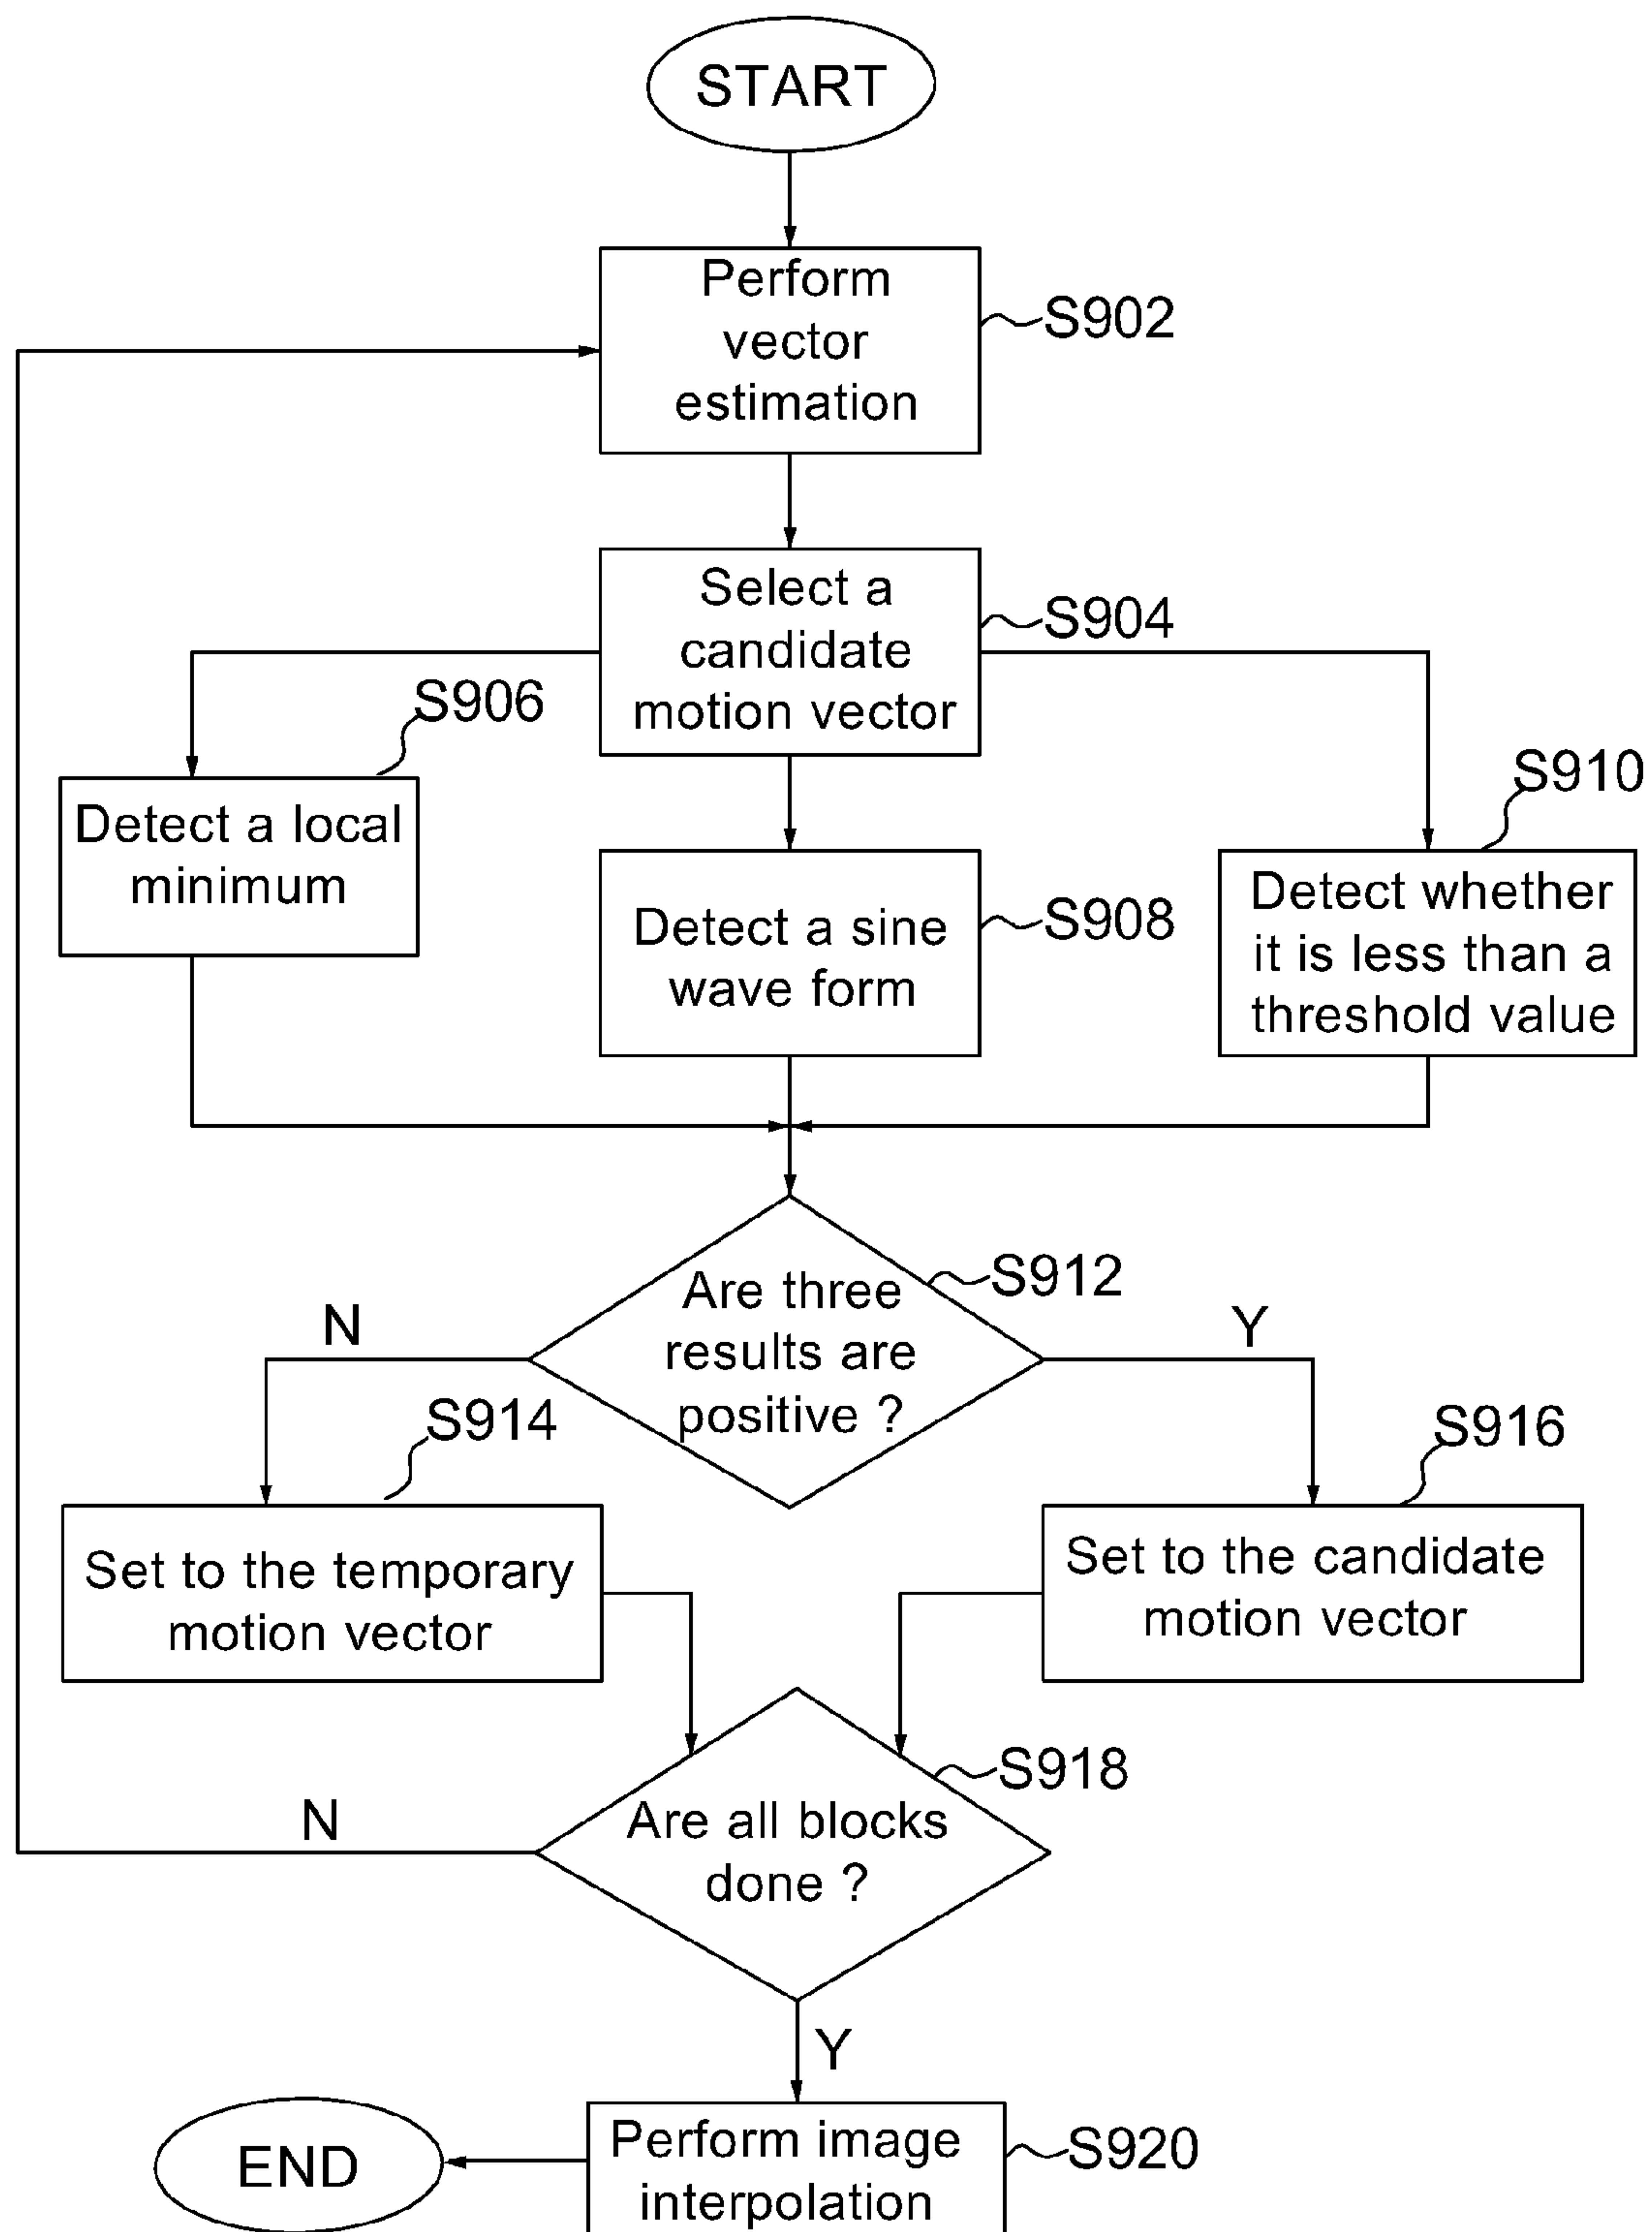 START
Perform
vector
estimation
S902
Select a
candidate
motion vector
S904
S906
Detect a local
minimum
Detect a sine
wave form
S908
S910
Detect whether
it is less than a
threshold value
Are three
results are
positive ?
S912
N
Y
S914
Set to the temporary
motion vector
S916
Set to the candidate
motion vector
Are all blocks
done ?
S918
N
Y
Perform image
interpolation
S920
END